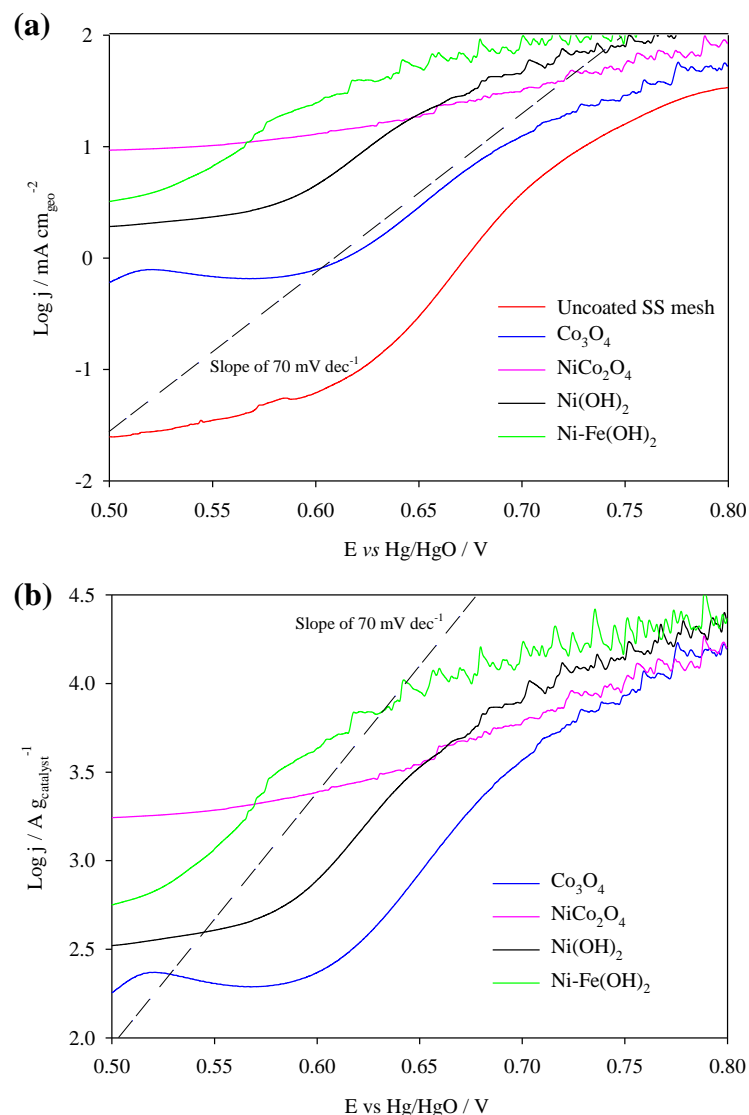 (a)
2
1
0
-1
-2
Log j / mA cm_geo^-2
Slope of 70 mV dec^-1
Uncoated SS mesh
Co3O4
NiCo2O4
Ni(OH)2
Ni-Fe(OH)2
0.50 0.55 0.60 0.65 0.70 0.75 0.80
E vs Hg/HgO / V
(b)
4.5
4.0
3.5
3.0
2.5
2.0
Log j / A g_catalyst^-1
Slope of 70 mV dec^-1
Co3O4
NiCo2O4
Ni(OH)2
Ni-Fe(OH)2
0.50 0.55 0.60 0.65 0.70 0.75 0.80
E vs Hg/HgO / V